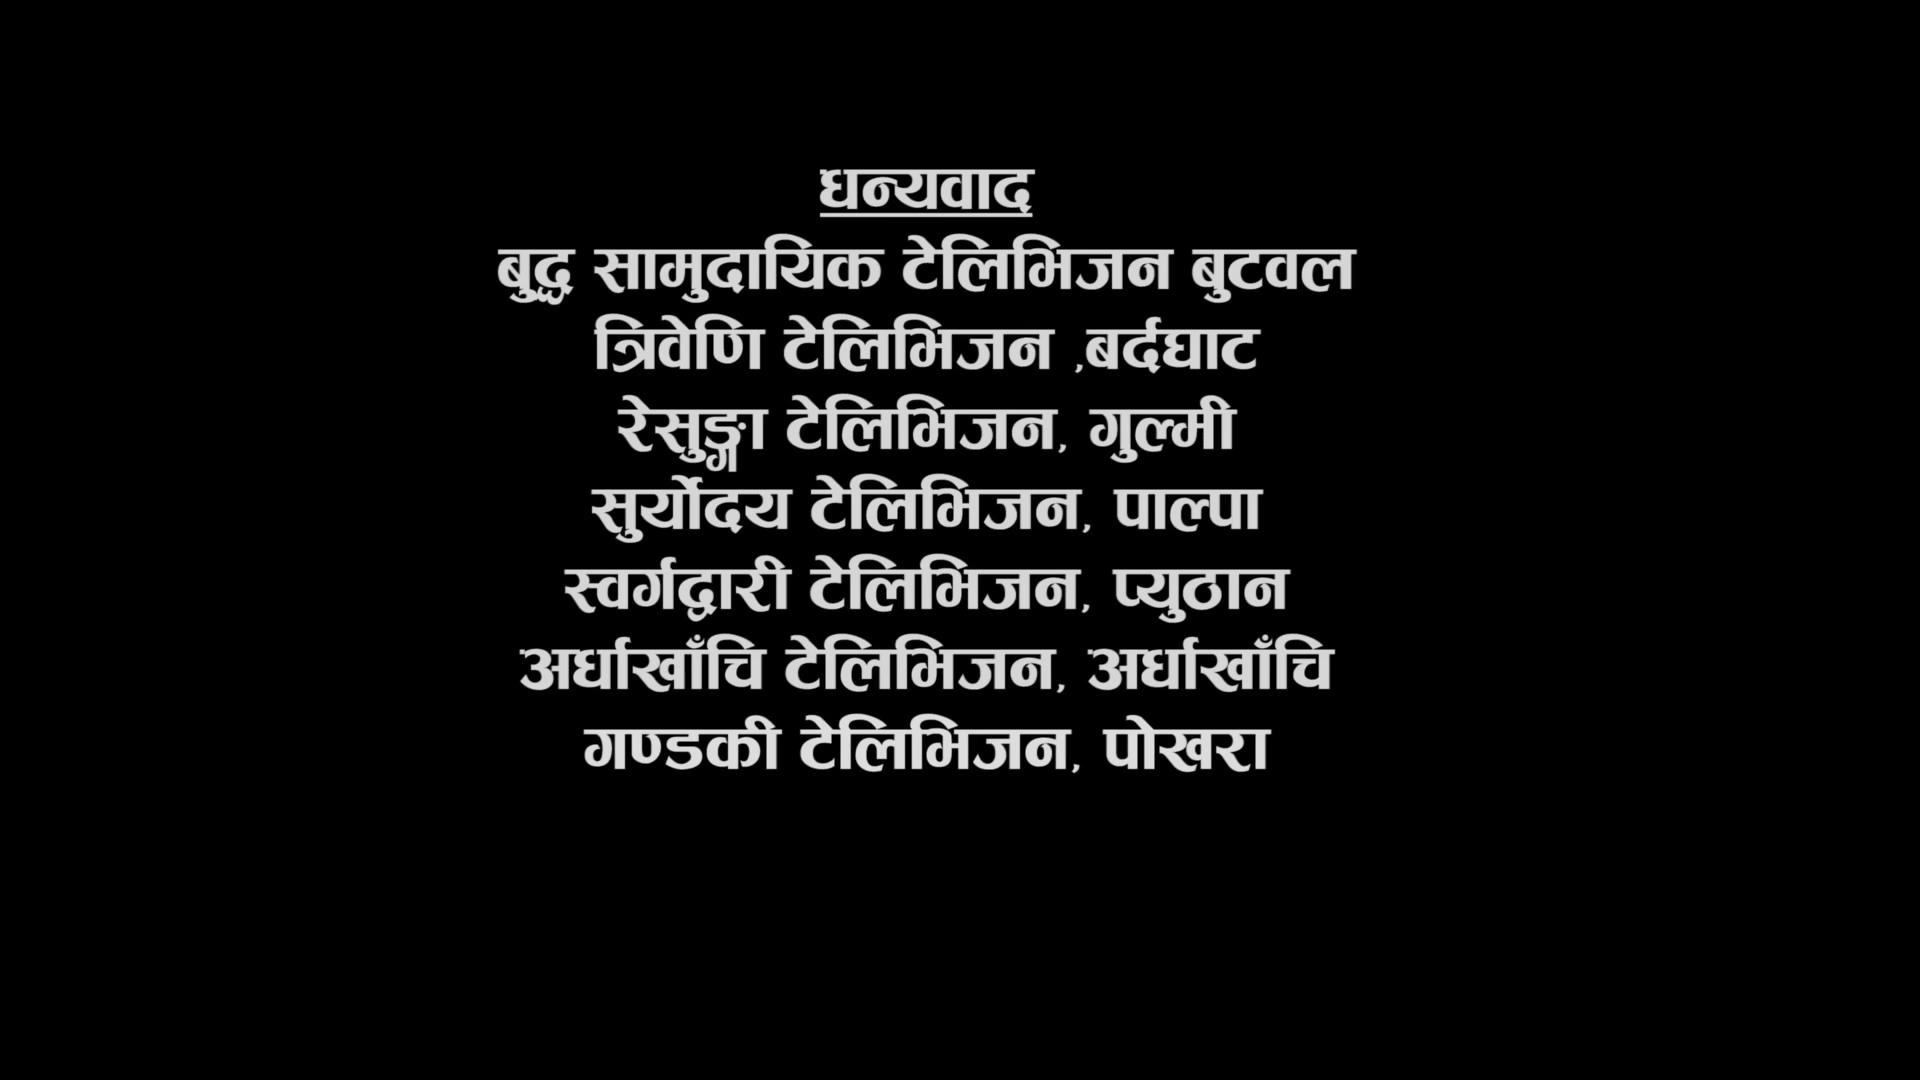 धन्यवाद
बुद्ध सामुदायिक टेलिभिजन बुटवल
त्रिवेणि टेलिभिजन ,बर्दघाट
रेसुङ्गा टेलिभिजन, गुल्मी
सुर्योदय टेलिभिजन, पाल्पा
स्वर्गद्वारी टेलिभिजन, प्युठान
अर्घाखाँचि टेलिभिजन, अर्घाखाँचि
गण्डकी टेलिभिजन, पोखरा